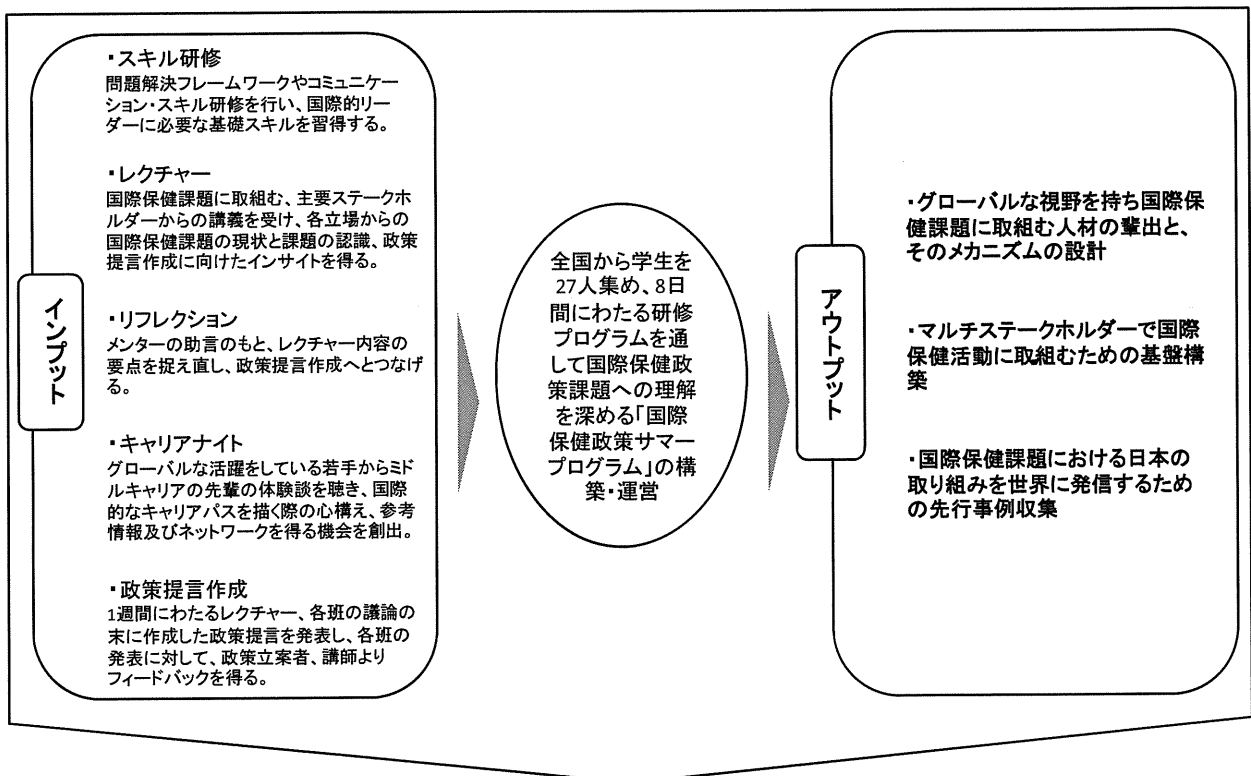 ・スキル研修
問題解決フレームワークやコミュニケー
ション・スキル研修を行い、国際的リー
ダーに必要な基礎スキルを習得する。
・レクチャー
国際保健課題に取組む、主要ステークホ
ルダーからの講義を受け、各立場からの
国際保健課題の現状と課題の認識、政策
提言作成に向けたインサイトを得る。
・リフレクション
メンターの助言のもと、レクチャー内容の
要点を捉え直し、政策提言作成へとつなげ
る。
・キャリアナイト
グローバルな活躍をしている若手からミド
ルキャリアの先輩の体験談を聴き、国際
的なキャリアパスを描く際の心構え、参考
情報及びネットワークを得る機会を創出。
・政策提言作成
1週間にわたるレクチャー、各班の議論の
末に作成した政策提言を発表し、各班の
発表に対して、政策立案者、講師より
フィードバックを得る。
インプット
全国から学生を
27人集め、8日
間にわたる研修
プログラムを通
して国際保健政
策課題への理解
を深める「国際
保健政策サマー
プログラム」の構
築・運営
アウトプット
・グローバルな視野を持ち国際保
健課題に取組む人材の輩出と、
そのメカニズムの設計
・マルチステークホルダーで国際
保健活動に取組むための基盤構
築
・国際保健課題における日本の
取り組みを世界に発信するため
の先行事例収集